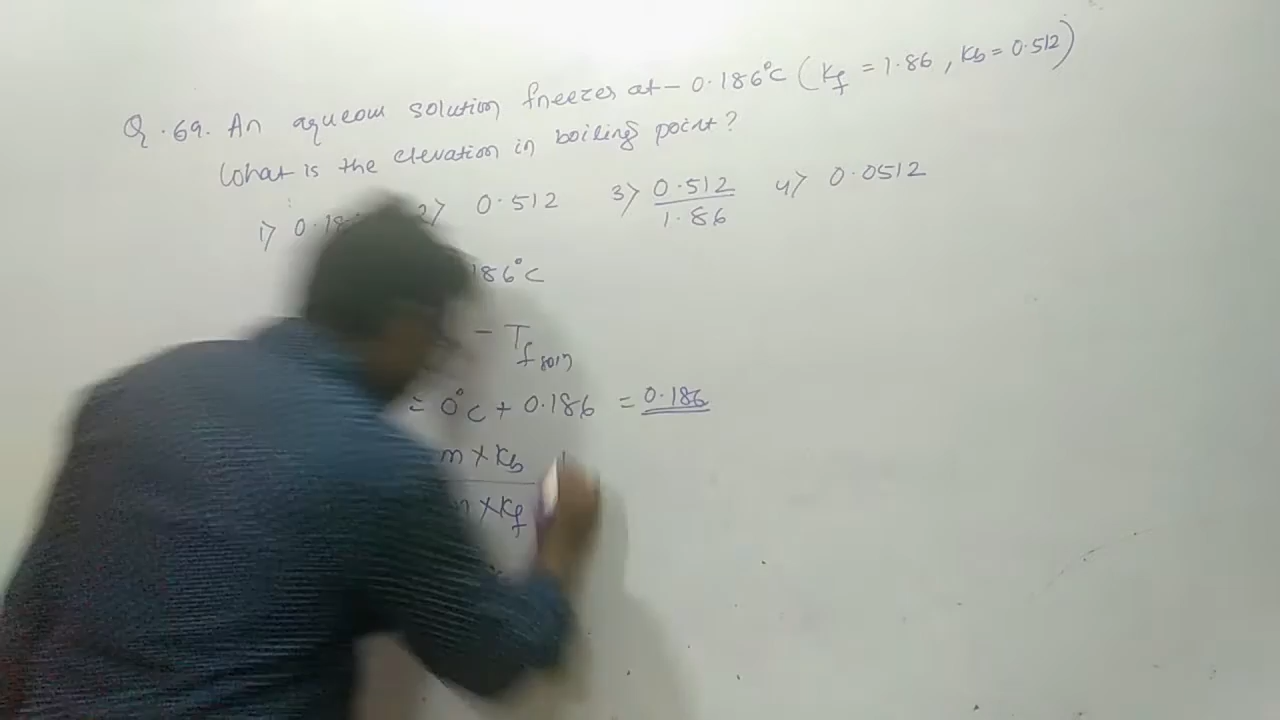 Q.69. An aqueous solution freezes at - 0.186°C (Kf = 1.86, Kb = 0.512)
What is the elevation in boiling point?
1> 0.18 2> 0.512 3> 0.512/1.86 4> 0.0512
186°C
- Tf soln
= 0°C + 0.186 = 0.186
m × Kb
× Kf